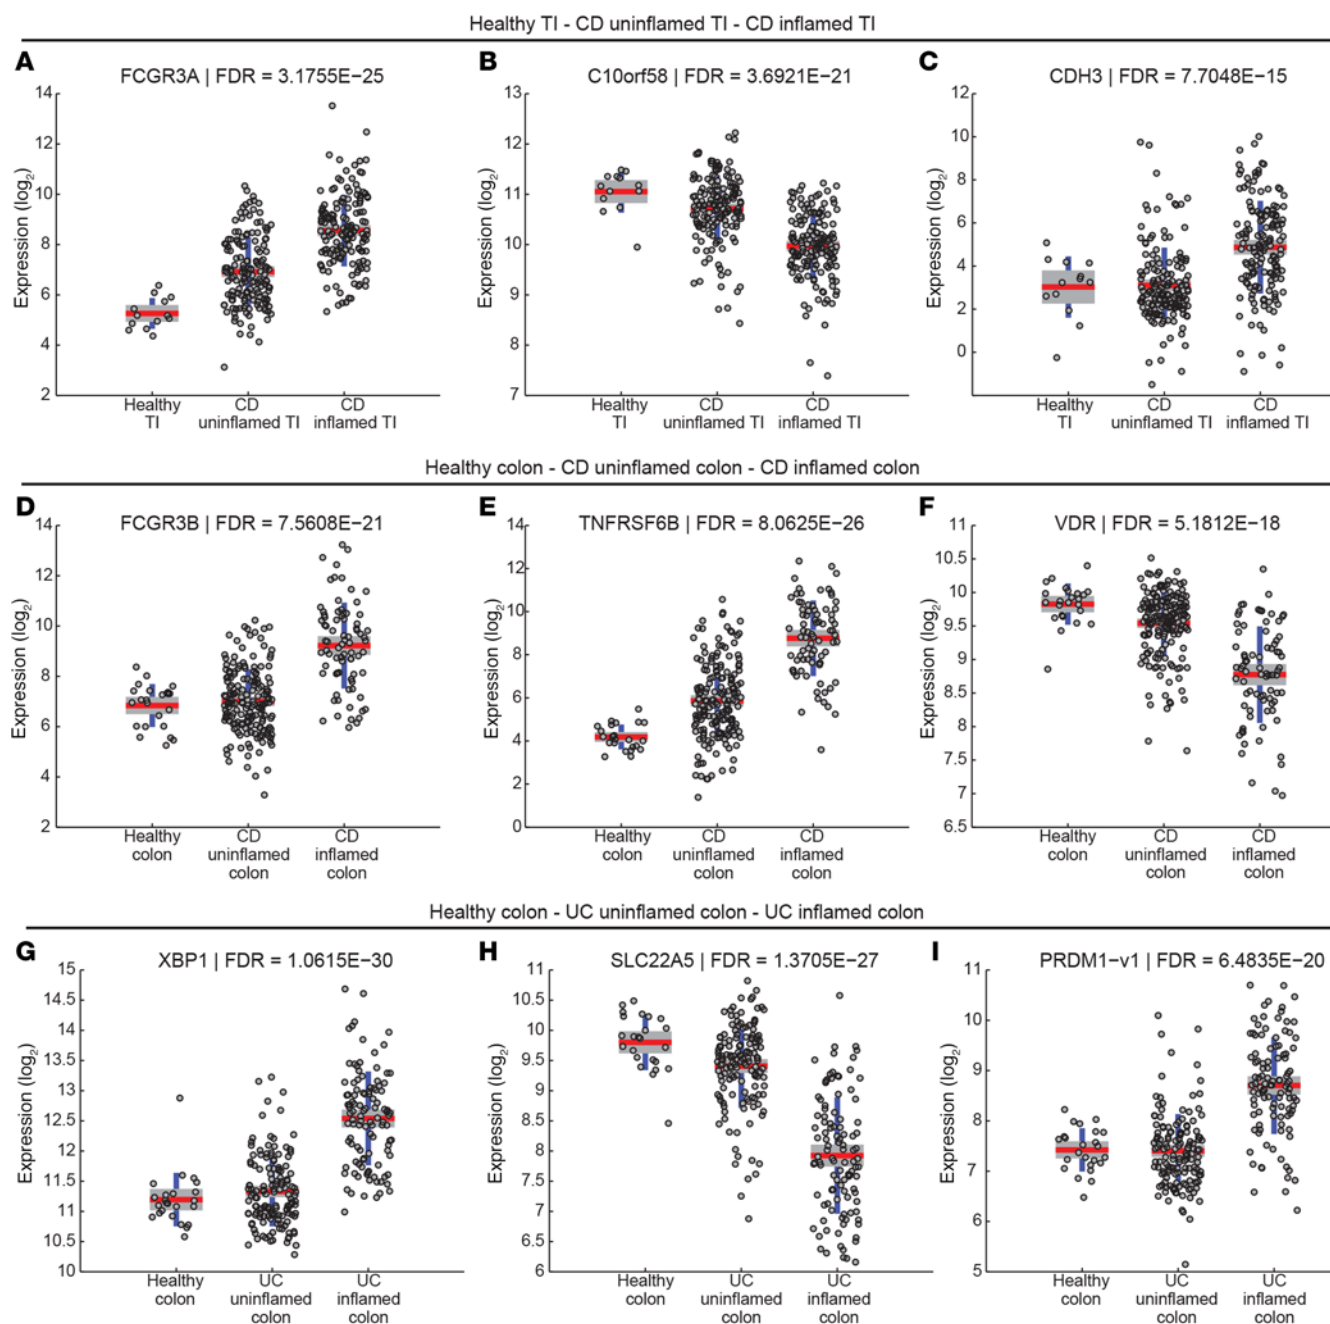 Healthy TI - CD uninflamed TI - CD inflamed TI
A
FCGR3A | FDR = 3.1755E−25
Expression (log2)
14
12
10
8
6
4
2
Healthy
TI
CD
uninflamed TI
CD
inflamed TI
B
C10orf58 | FDR = 3.6921E−21
Expression (log2)
13
12
11
10
9
8
7
Healthy
TI
CD
uninflamed TI
CD
inflamed TI
C
CDH3 | FDR = 7.7048E−15
Expression (log2)
12
10
8
6
4
2
0
Healthy
TI
CD
uninflamed TI
CD
inflamed TI
Healthy colon - CD uninflamed colon - CD inflamed colon
D
FCGR3B | FDR = 7.5608E−21
Expression (log2)
14
12
10
8
6
4
2
Healthy
colon
CD
uninflamed
colon
CD
inflamed
colon
E
TNFRSF6B | FDR = 8.0625E−26
Expression (log2)
14
12
10
8
6
4
2
0
Healthy
colon
CD
uninflamed
colon
CD
inflamed
colon
F
VDR | FDR = 5.1812E−18
Expression (log2)
11
10.5
10
9.5
9
8.5
8
7.5
7
6.5
Healthy
colon
CD
uninflamed
colon
CD
inflamed
colon
Healthy colon - UC uninflamed colon - UC inflamed colon
G
XBP1 | FDR = 1.0615E−30
Expression (log2)
15
14.5
14
13.5
13
12.5
12
11.5
11
10.5
10
Healthy
colon
UC
uninflamed
colon
UC
inflamed
colon
H
SLC22A5 | FDR = 1.3705E−27
Expression (log2)
11
10.5
10
9.5
9
8.5
8
7.5
7
6.5
6
Healthy
colon
UC
uninflamed
colon
UC
inflamed
colon
I
PRDM1−v1 | FDR = 6.4835E−20
Expression (log2)
11
10
9
8
7
6
5
Healthy
colon
UC
uninflamed
colon
UC
inflamed
colon